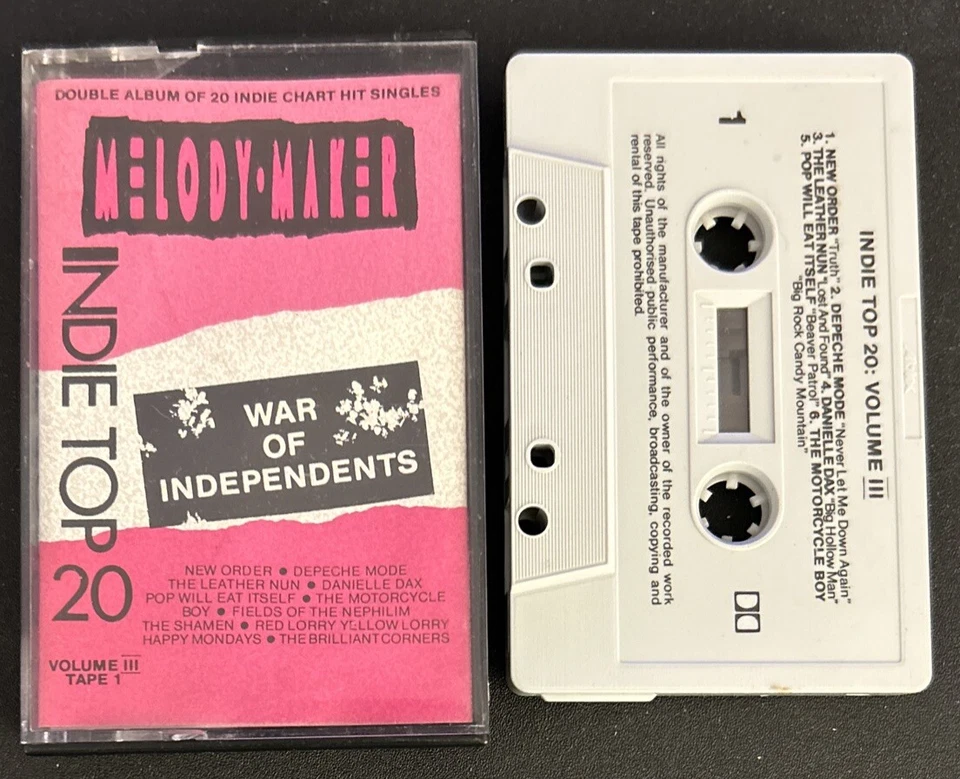 DOUBLE ALBUM OF 20 INDIE CHART HIT SINGLES
MELODY·MAKER
INDIE TOP 20
WAR
OF
INDEPENDENTS
NEW ORDER ● DEPECHE MODE
THE LEATHER NUN ● DANIELLE DAX
POP WILL EAT ITSELF ● THE MOTORCYCLE
BOY ● FIELDS OF THE NEPHILIM
THE SHAMEN ● RED LORRY YELLOW LORRY
HAPPY MONDAYS ● THE BRILLIANT CORNERS
VOLUME III
TAPE 1
INDIE TOP 20: VOLUME III
1. NEW ORDER "Truth" 2. DEPECHE MODE "Never Let Me Down Again"
3. THE LEATHER NUN "Lost And Found" 4. DANIELLE DAX "Big Hollow Man"
5. POP WILL EAT ITSELF "Beaver Patrol" 6. THE MOTORCYCLE BOY
"Big Rock Candy Mountain"
1
All rights of the manufacturer and of the owner of the recorded work
reserved. Unauthorised public performance, broadcasting, copying and
rental of this tape prohibited.